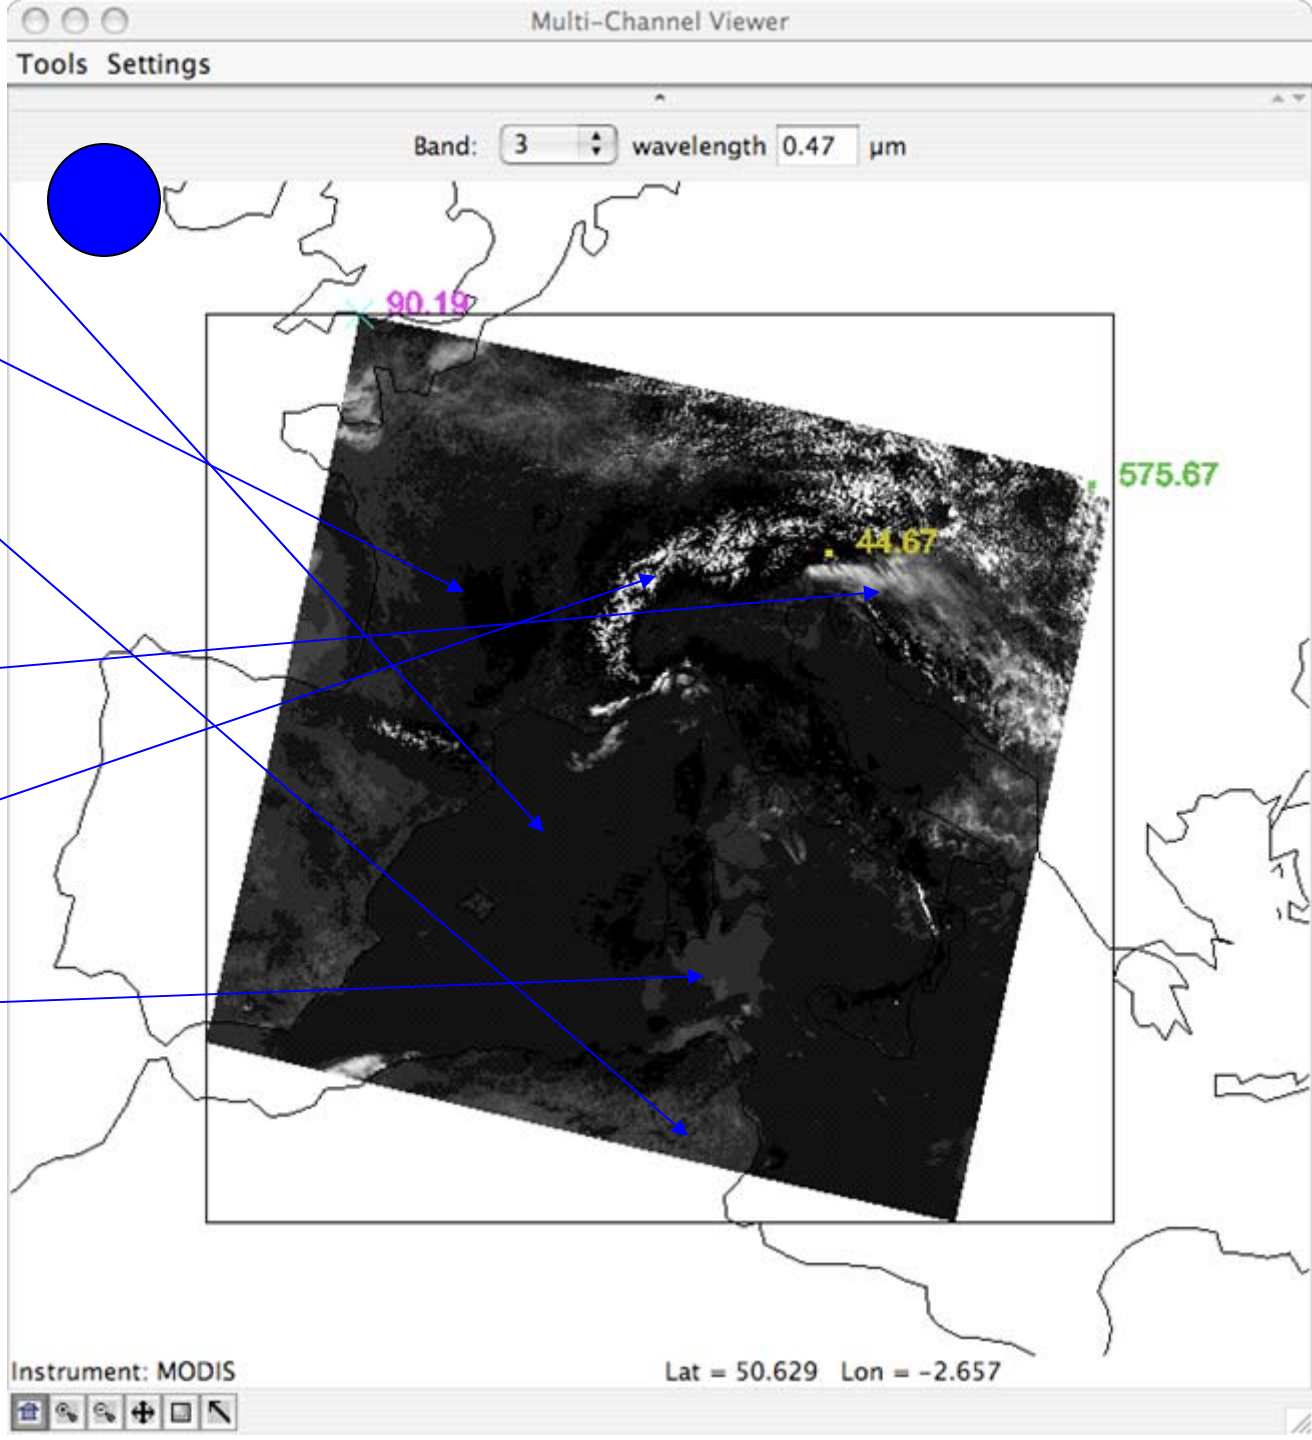 Multi-Channel Viewer
Tools Settings
Band: 3 wavelength 0.47 µm
90.19
575.67
44.67
Instrument: MODIS
Lat = 50.629 Lon = -2.657